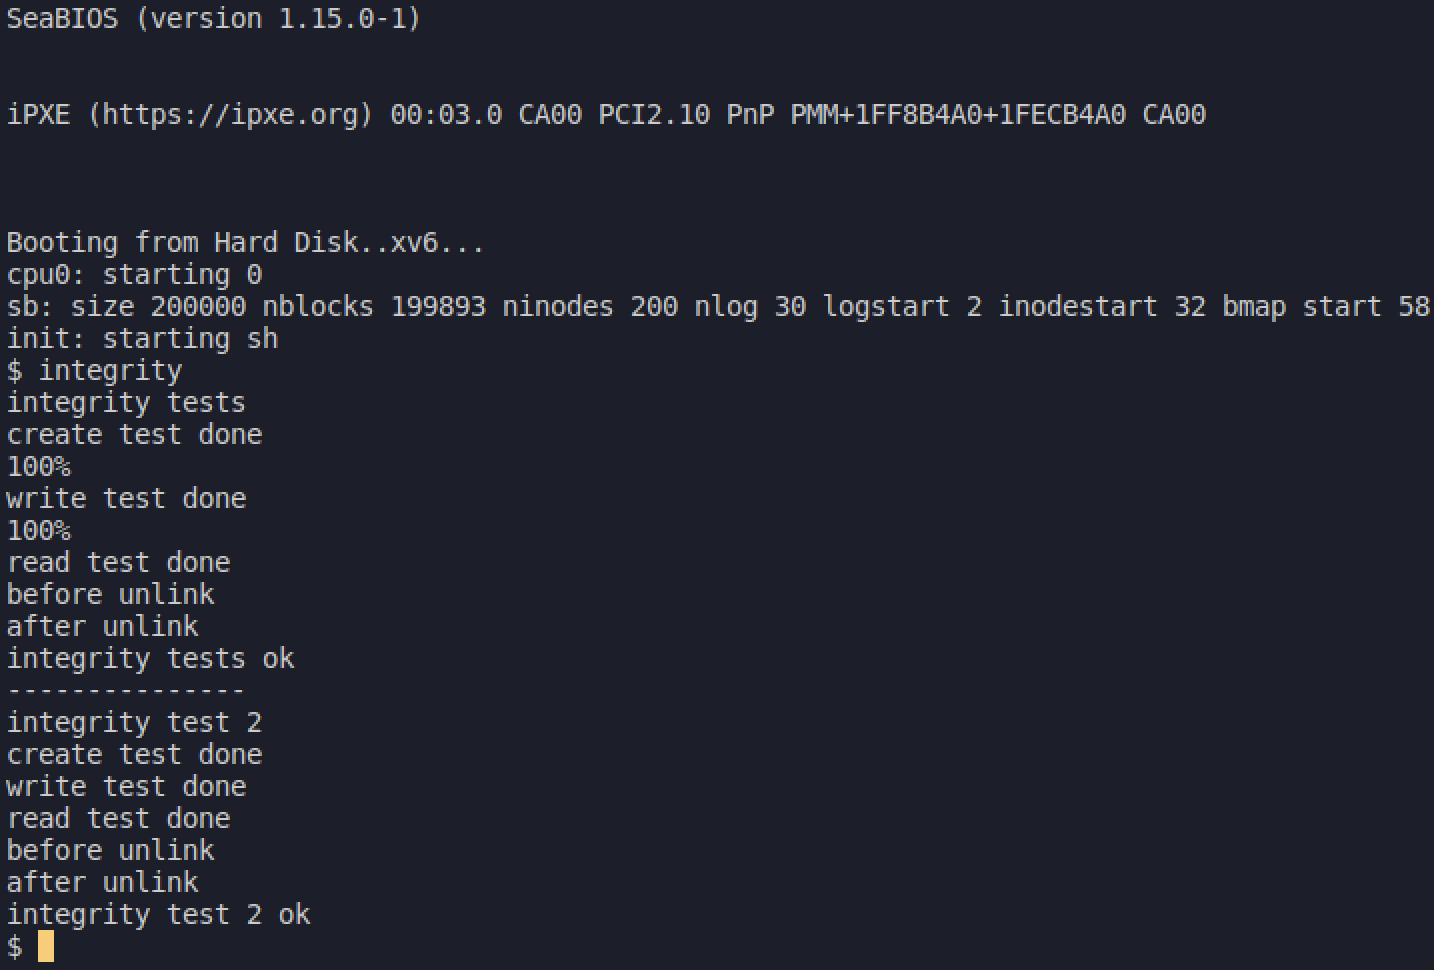 SeaBIOS (version 1.15.0-1)
iPXE (https://ipxe.org) 00:03.0 CA00 PCI2.10 PnP PMM+1FF8B4A0+1FECB4A0 CA00
Booting from Hard Disk..xv6...
cpu0: starting 0
sb: size 200000 nblocks 199893 ninodes 200 nlog 30 logstart 2 inodestart 32 bmap start 58
init: starting sh
$ integrity
integrity tests
create test done
100%
write test done
100%
read test done
before unlink
after unlink
integrity tests ok
---------------
integrity test 2
create test done
write test done
read test done
before unlink
after unlink
integrity test 2 ok
$